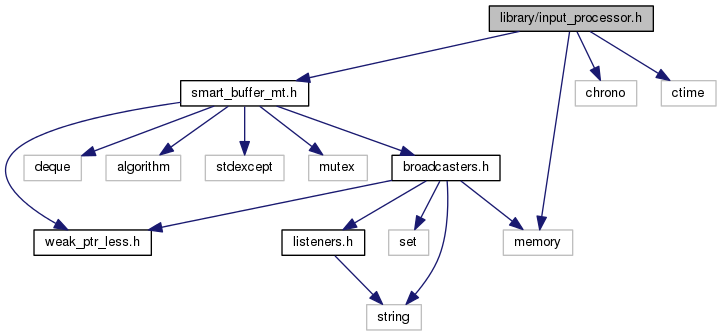 library/input_processor.h
smart_buffer_mt.h
chrono
ctime
deque
algorithm
stdexcept
mutex
broadcasters.h
weak_ptr_less.h
listeners.h
set
memory
string